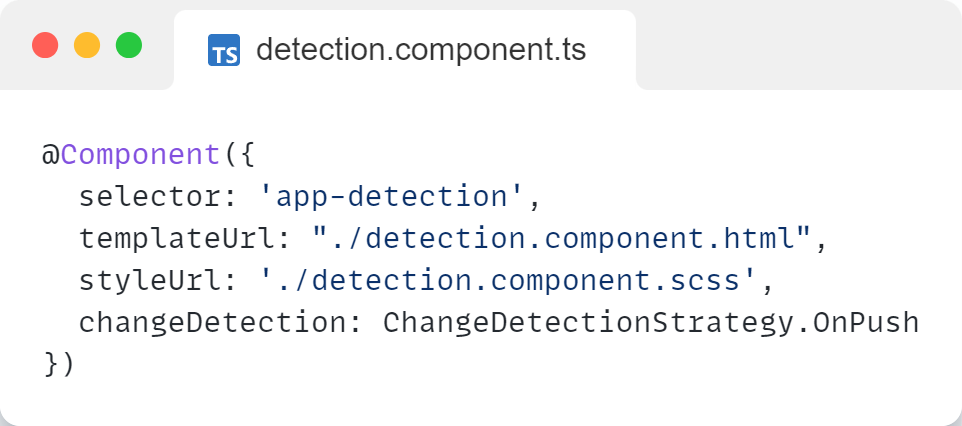 TS detection.component.ts
@Component({
  selector: 'app-detection',
  templateUrl: "./detection.component.html",
  styleUrl: './detection.component.scss',
  changeDetection: ChangeDetectionStrategy.OnPush
})